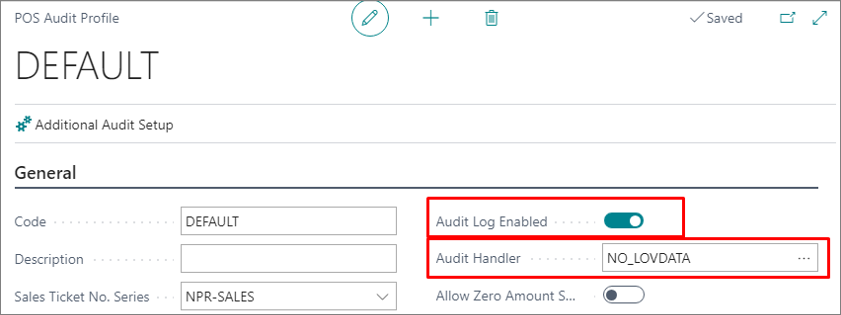 POS Audit Profile
Saved
DEFAULT
Additional Audit Setup
General
Code DEFAULT
Audit Log Enabled
Description
Audit Handler NO_LOVDATA ...
Sales Ticket No. Series NPR-SALES
Allow Zero Amount S...